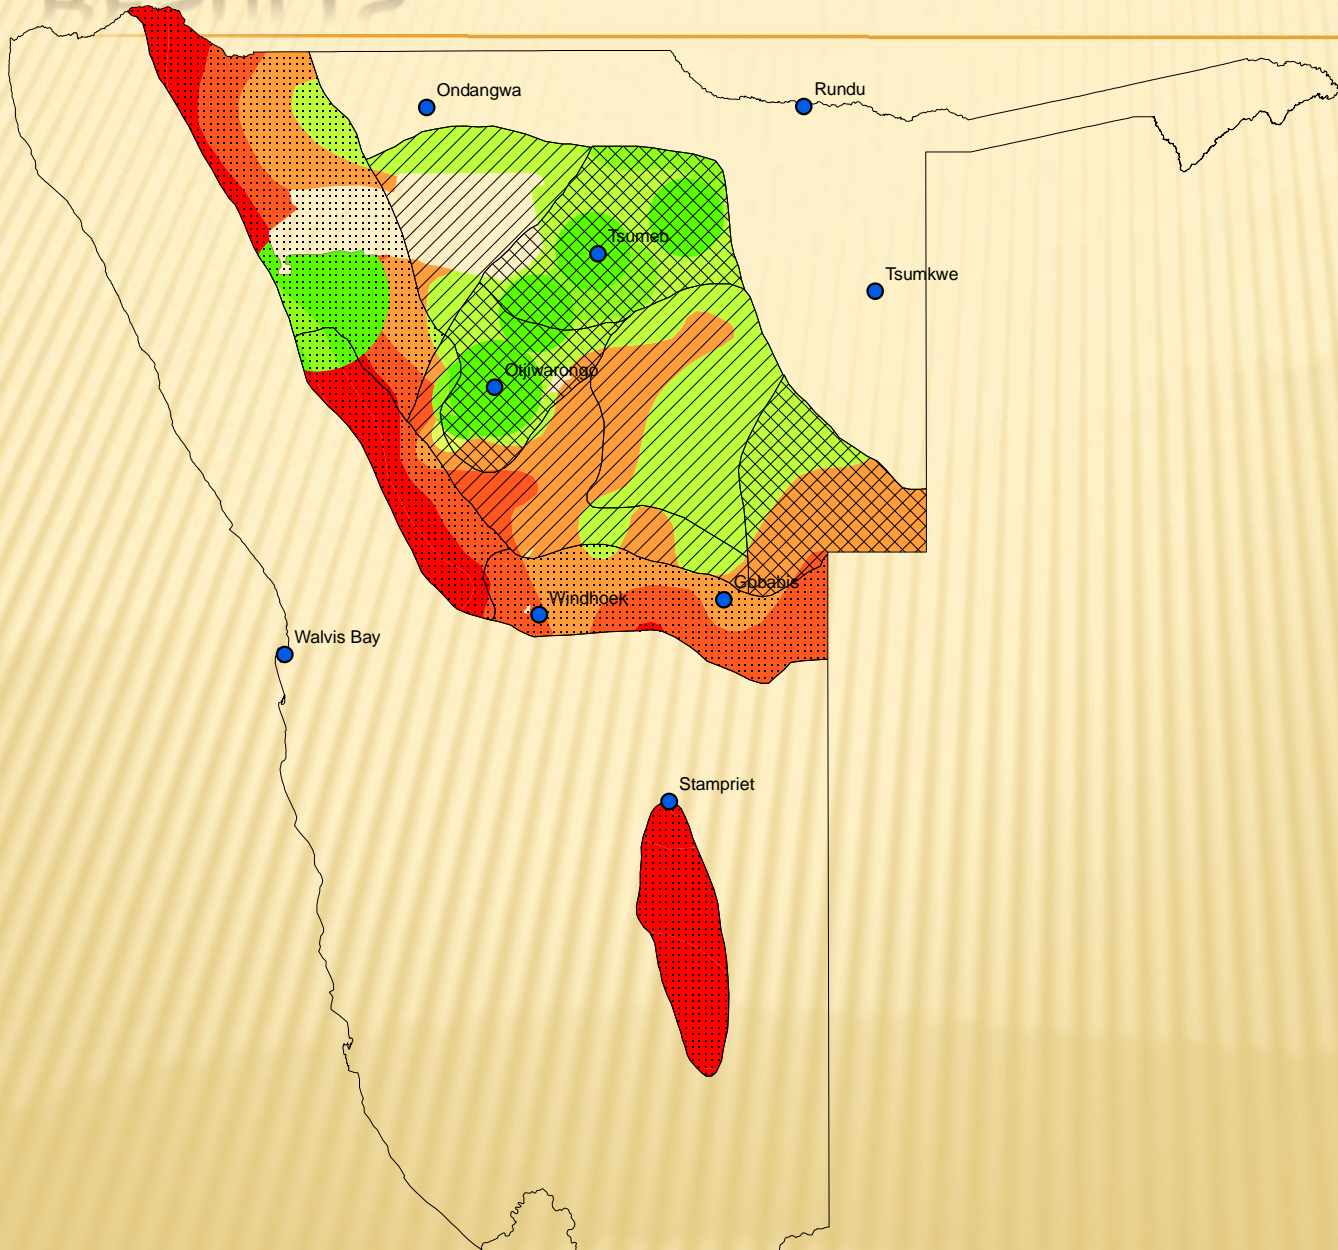 Ondangwa
Rundu
Tsumeb
Tsumkwe
Otjiwarongo
Gobabis
Windhoek
Walvis Bay
Stampriet